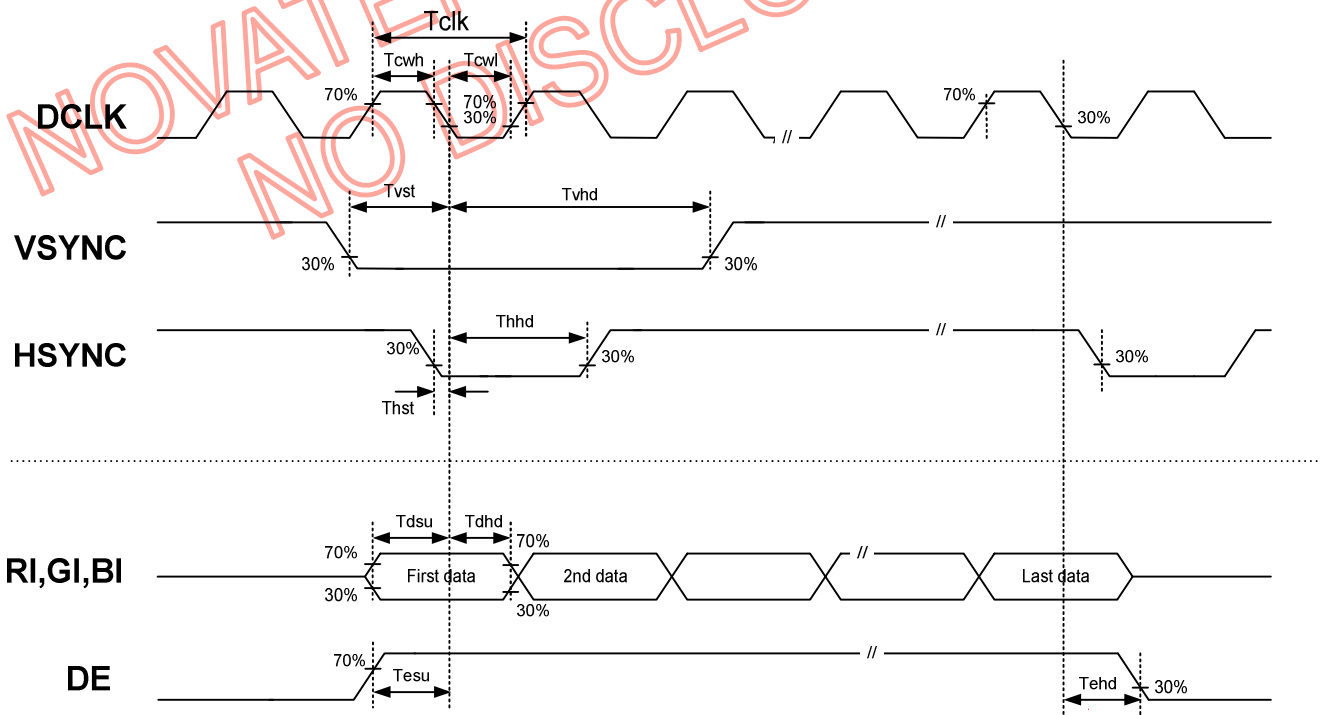 NOVATE
NO DISCLO
Tclk
Tcwh Tcwl
DCLK
70% 70% 30% 70% 30%
//
Tvst Tvhd
VSYNC
//
30% 30%
Thhd
HSYNC
//
30% 30% 30%
Thst
Tdsu Tdhd
70% 70%
RI,GI,BI
//
First data 2nd data Last data
30% 30%
DE
//
70%
Tesu Tehd 30%